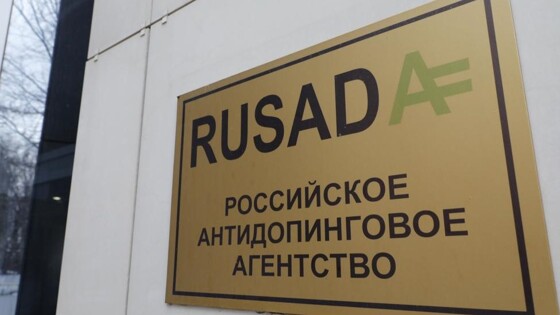 RUSADA
РОССИЙСКОЕ
АНТИДОПИНГОВОЕ
АГЕНТСТВО